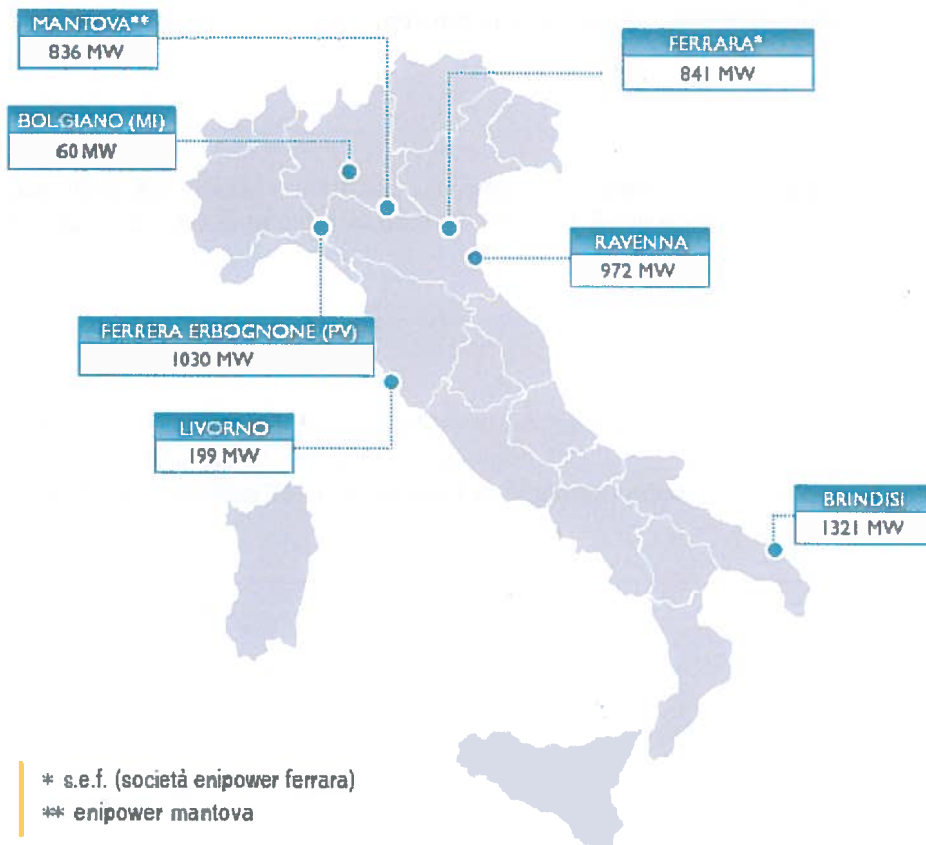 MANTOVA**
836 MW
FERRARA*
841 MW
BOLGIANO (MI)
60 MW
RAVENNA
972 MW
FERRERA ERBOGNONE (PV)
1030 MW
LIVORNO
199 MW
BRINDISI
1321 MW
* s.e.f. (società enipower ferrara)
** enipower mantova